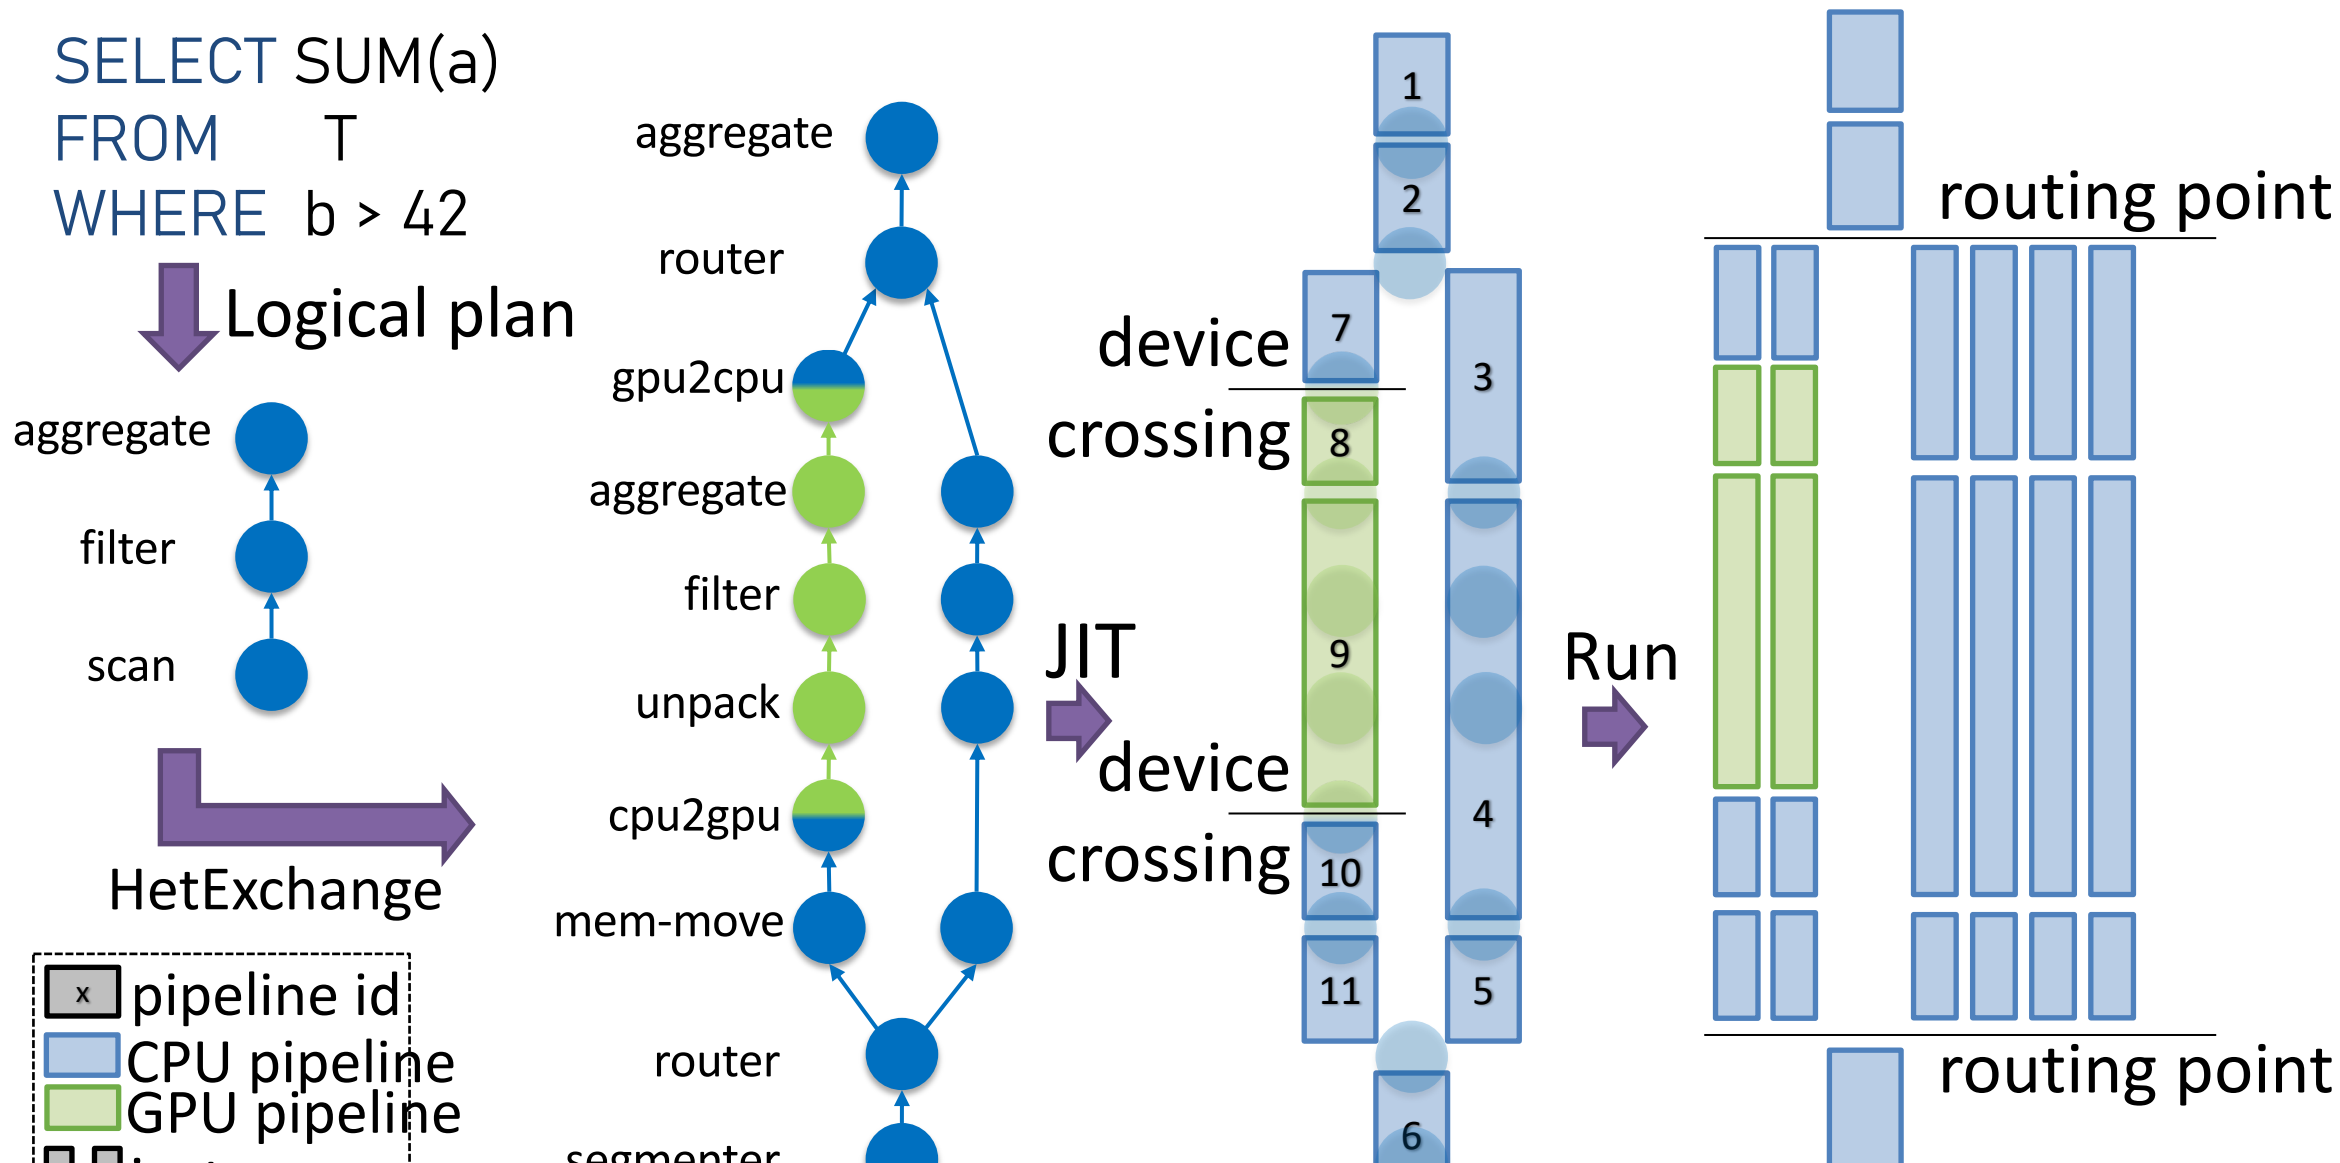 SELECT SUM(a)
FROM T
WHERE b > 42
Logical plan
aggregate
filter
scan
HetExchange
x pipeline id
CPU pipeline
GPU pipeline
aggregate
router
gpu2cpu
aggregate
filter
unpack
cpu2gpu
mem-move
router
segmenter
JIT
device
crossing
device
crossing
1
2
7
3
8
9
4
10
11
5
6
Run
routing point
routing point